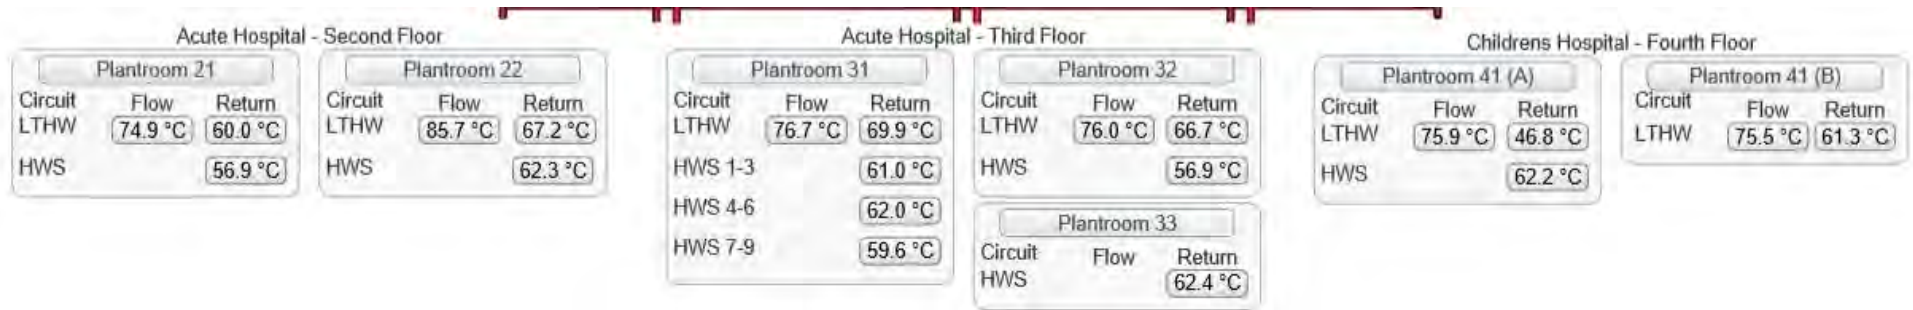 Acute Hospital - Second Floor
Plantroom 21
Circuit Flow Return
LTHW 74.9 °C 60.0 °C
HWS 56.9 °C
Plantroom 22
Circuit Flow Return
LTHW 85.7 °C 67.2 °C
HWS 62.3 °C
Acute Hospital - Third Floor
Plantroom 31
Circuit Flow Return
LTHW 76.7 °C 69.9 °C
HWS 1-3 61.0 °C
HWS 4-6 62.0 °C
HWS 7-9 59.6 °C
Plantroom 32
Circuit Flow Return
LTHW 76.0 °C 66.7 °C
HWS 56.9 °C
Plantroom 33
Circuit Flow Return
HWS 62.4 °C
Childrens Hospital - Fourth Floor
Plantroom 41 (A)
Circuit Flow Return
LTHW 75.9 °C 46.8 °C
HWS 62.2 °C
Plantroom 41 (B)
Circuit Flow Return
LTHW 75.5 °C 61.3 °C